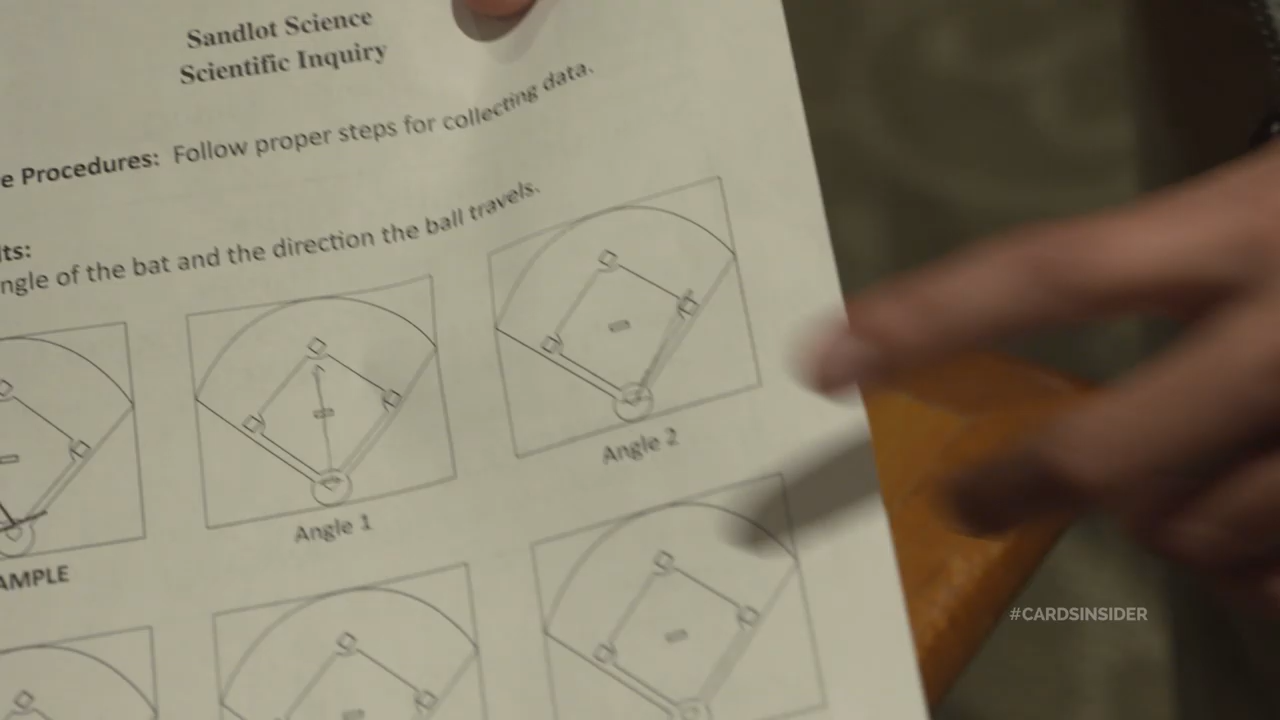 Sandlot Science
Scientific Inquiry
e Procedures: Follow proper steps for collecting data.
lts:
ngle of the bat and the direction the ball travels.
AMPLE
Angle 1
Angle 2
#CARDSINSIDER